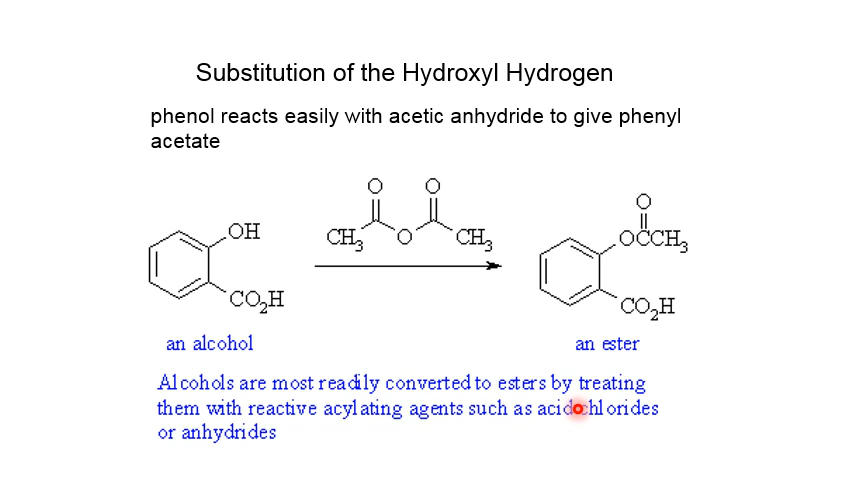 Substitution of the Hydroxyl Hydrogen
phenol reacts easily with acetic anhydride to give phenyl
acetate
O O
CH3 O CH3
OH
CO2H
O
OCCH3
CO2H
an alcohol
an ester
Alcohols are most readily converted to esters by treating
them with reactive acylating agents such as acid chlorides
or anhydrides